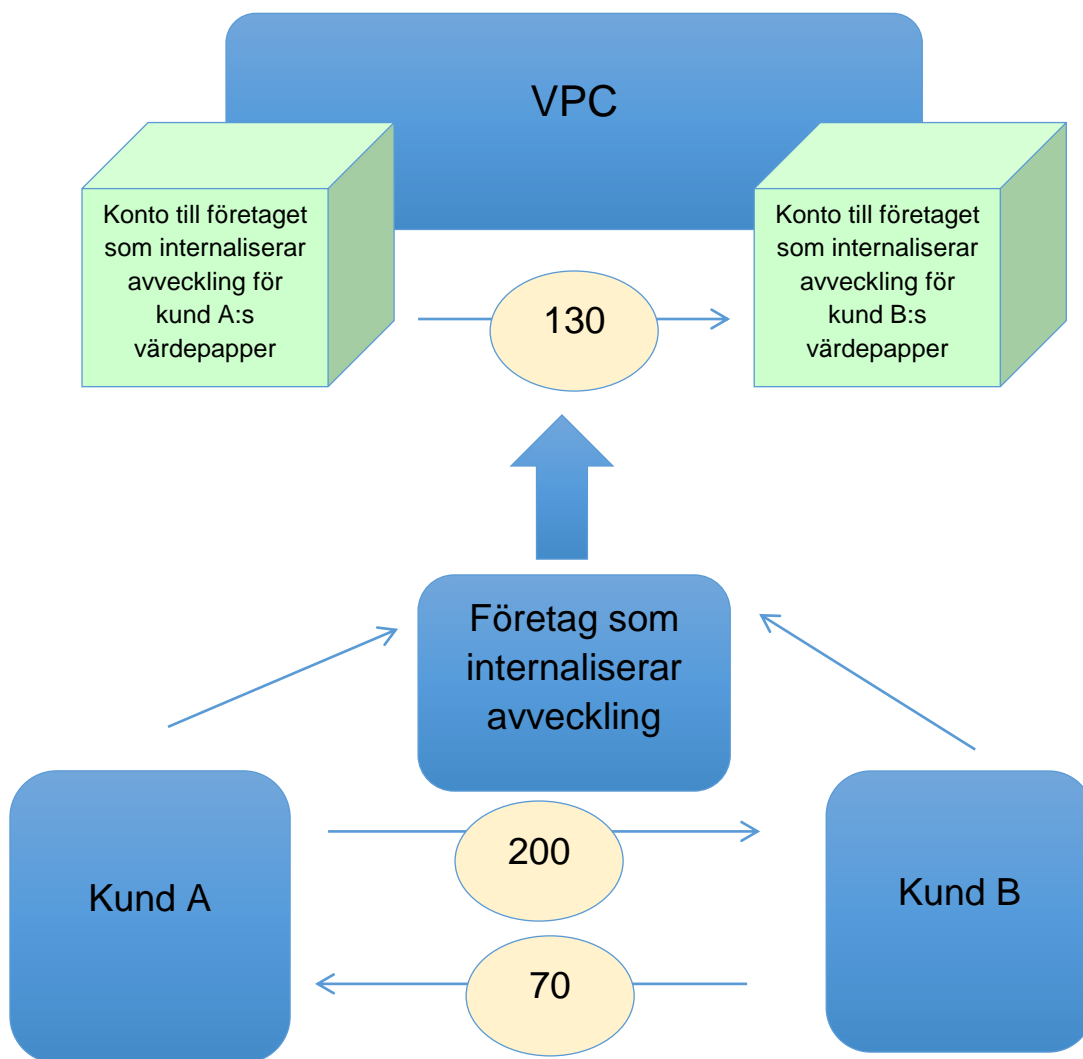 VPC
Konto till företaget
som internaliserar
avveckling för
kund A:s
värdepapper
Konto till företaget
som internaliserar
avveckling för
kund B:s
värdepapper
130
Företag som
internaliserar
avveckling
200
Kund A
Kund B
70